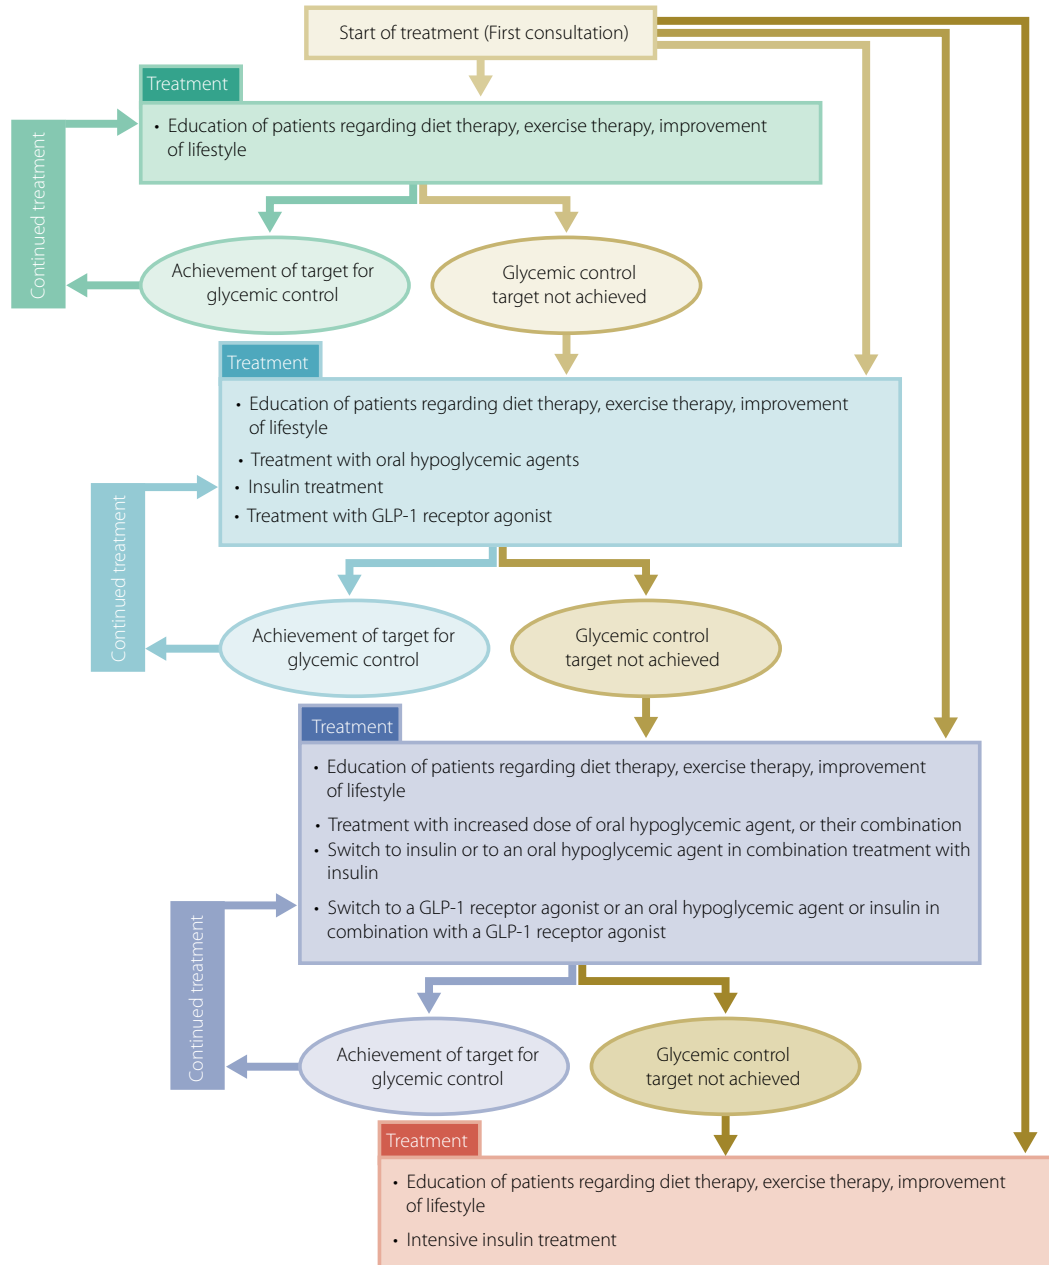 Start of treatment (First consultation)
Treatment
• Education of patients regarding diet therapy, exercise therapy, improvement
of lifestyle
Continued treatment
Achievement of target for
glycemic control
Glycemic control
target not achieved
Treatment
• Education of patients regarding diet therapy, exercise therapy, improvement
of lifestyle
• Treatment with oral hypoglycemic agents
• Insulin treatment
• Treatment with GLP-1 receptor agonist
Continued treatment
Achievement of target for
glycemic control
Glycemic control
target not achieved
Treatment
• Education of patients regarding diet therapy, exercise therapy, improvement
of lifestyle
• Treatment with increased dose of oral hypoglycemic agent, or their combination
• Switch to insulin or to an oral hypoglycemic agent in combination treatment with
insulin
• Switch to a GLP-1 receptor agonist or an oral hypoglycemic agent or insulin in
combination with a GLP-1 receptor agonist
Continued treatment
Achievement of target for
glycemic control
Glycemic control
target not achieved
Treatment
• Education of patients regarding diet therapy, exercise therapy, improvement
of lifestyle
• Intensive insulin treatment